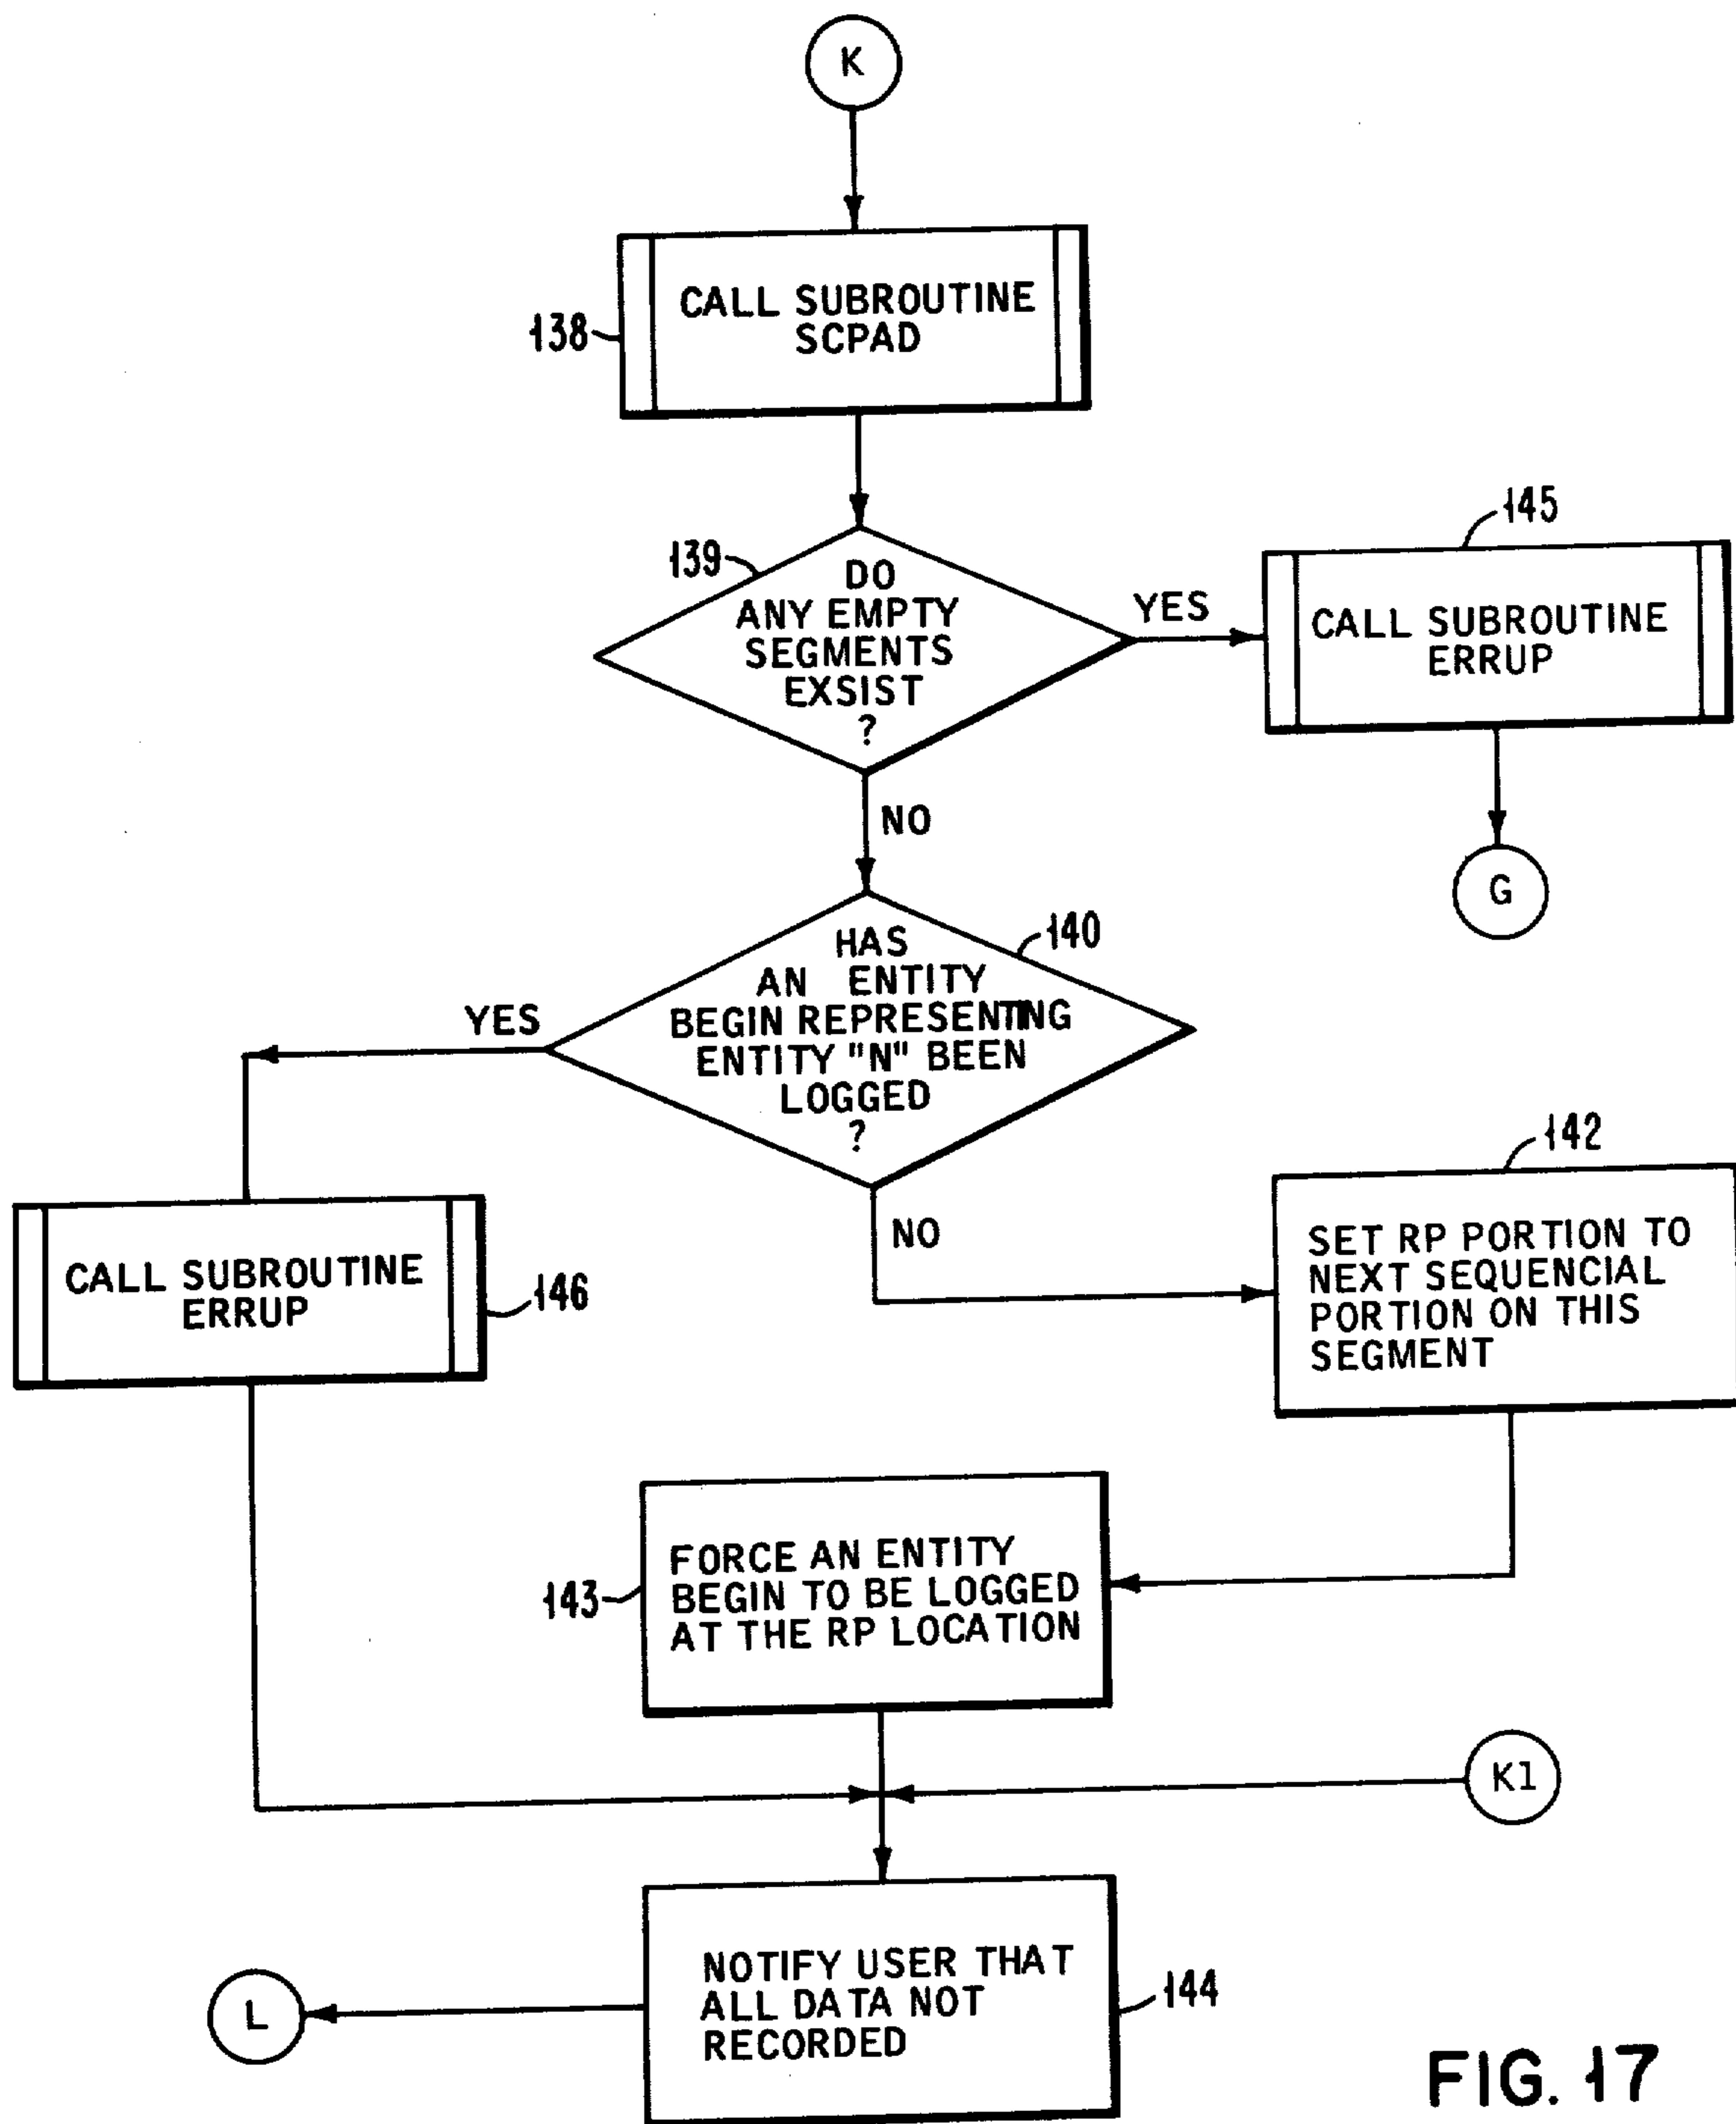 K
CALL SUBROUTINE
SCPAD
138
139
DO
ANY EMPTY
SEGMENTS
EXSIST
?
YES
145
CALL SUBROUTINE
ERRUP
NO
G
140
HAS
AN ENTITY
BEGIN REPRESENTING
ENTITY "N" BEEN
LOGGED
?
YES
NO
142
SET RP PORTION TO
NEXT SEQUENCIAL
PORTION ON THIS
SEGMENT
CALL SUBROUTINE
ERRUP
146
FORCE AN ENTITY
BEGIN TO BE LOGGED
AT THE RP LOCATION
143
K1
NOTIFY USER THAT
ALL DATA NOT
RECORDED
144
L
FIG. 17